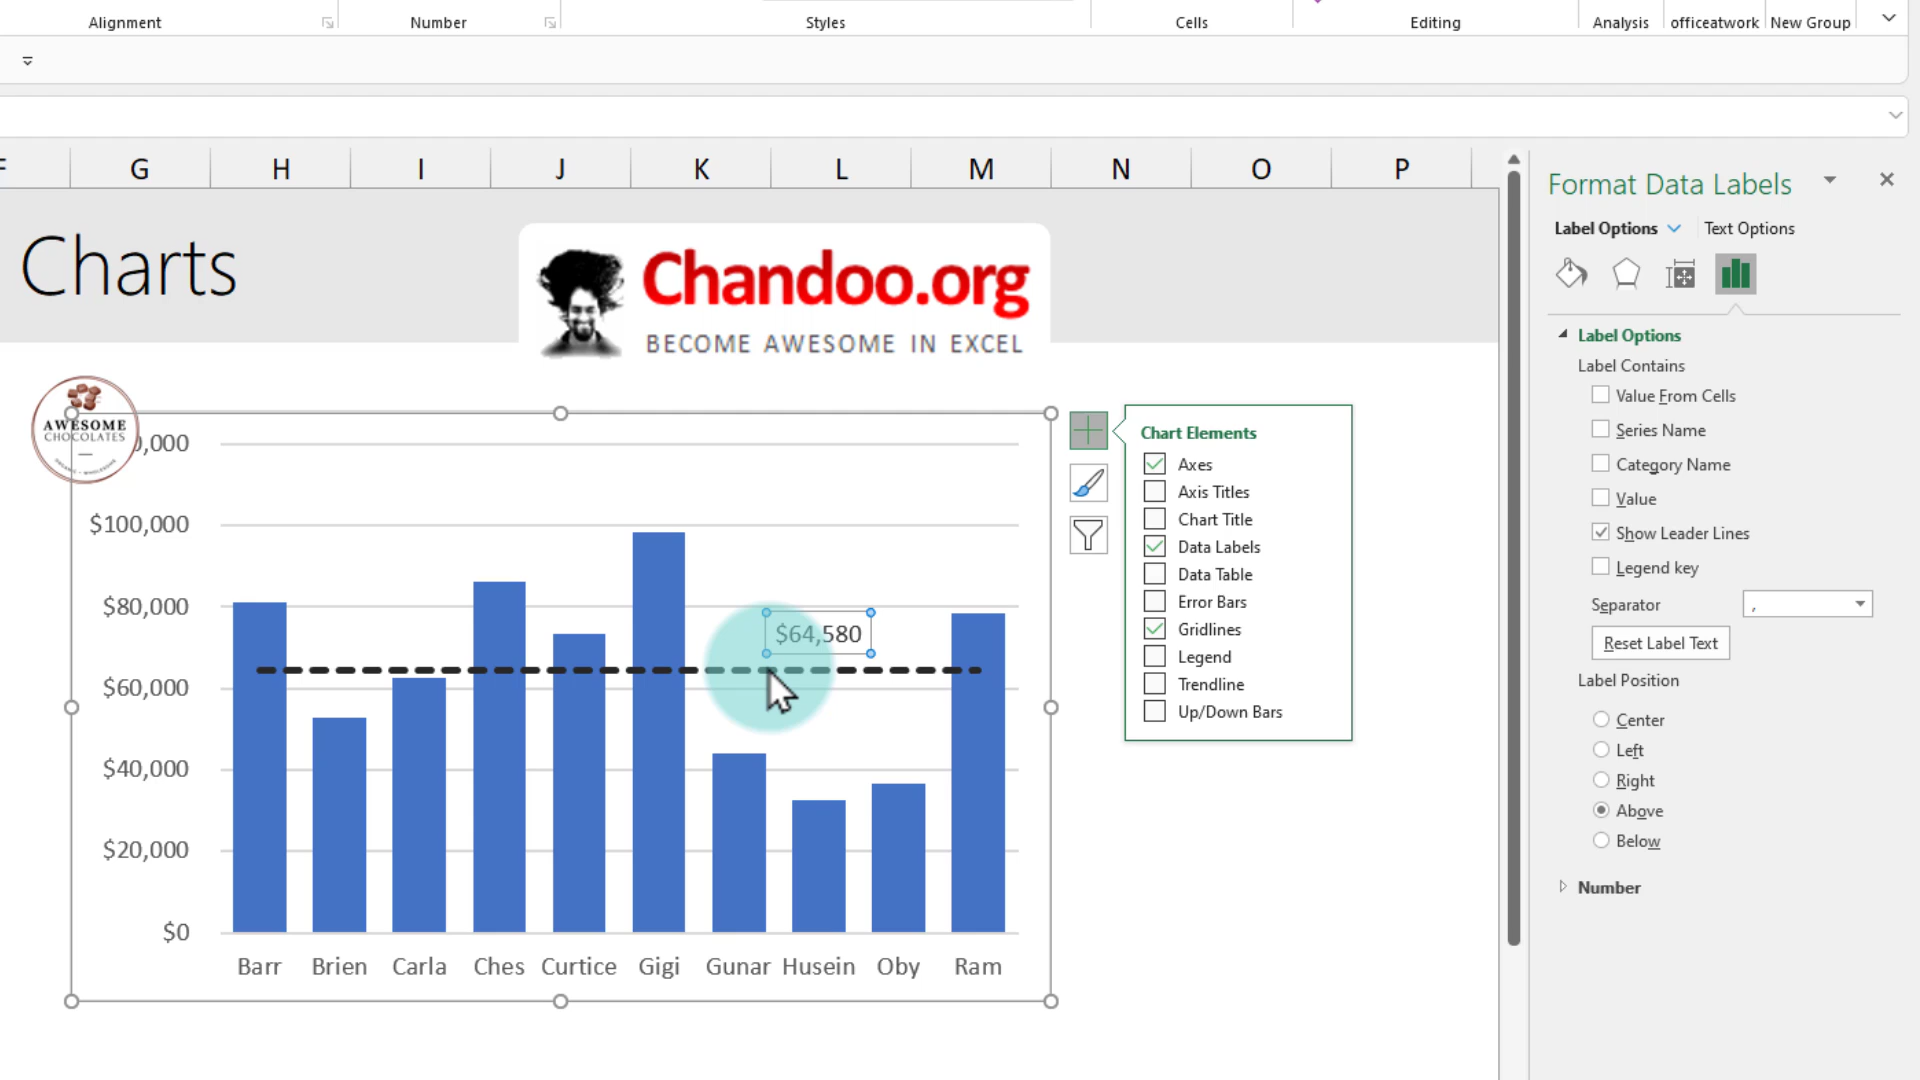 Alignment
Number
Styles
Cells
Editing
Analysis
officeatwork
New Group
F
G
H
I
J
K
L
M
N
O
P
Charts
Chandoo.org
BECOME AWESOME IN EXCEL
AWESOME
CHOCOLATES
0,000
$100,000
$80,000
$60,000
$40,000
$20,000
$0
$64,580
Barr
Brien
Carla
Ches
Curtice
Gigi
Gunar
Husein
Oby
Ram
Chart Elements
Axes
Axis Titles
Chart Title
Data Labels
Data Table
Error Bars
Gridlines
Legend
Trendline
Up/Down Bars
Format Data Labels
Label Options
Text Options
Label Options
Label Contains
Value From Cells
Series Name
Category Name
Value
Show Leader Lines
Legend key
Separator
,
Reset Label Text
Label Position
Center
Left
Right
Above
Below
Number